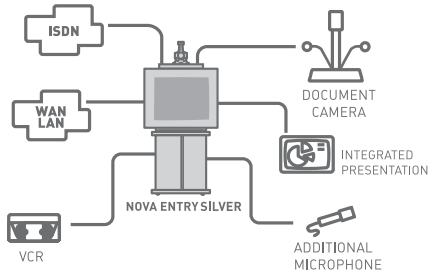 ISDN
DOCUMENT
CAMERA
WAN
LAN
INTEGRATED
PRESENTATION
NOVA ENTRY SILVER
VCR
ADDITIONAL
MICROPHONE